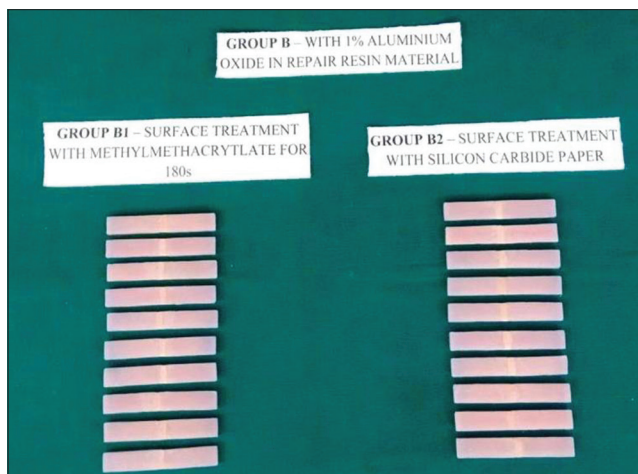 GROUP B – WITH 1% ALUMINIUM
OXIDE IN REPAIR RESIN MATERIAL
GROUP B1 – SURFACE TREATMENT
WITH METHYLMETHACRYTLATE FOR
180s
GROUP B2 – SURFACE TREATMENT
WITH SILICON CARBIDE PAPER